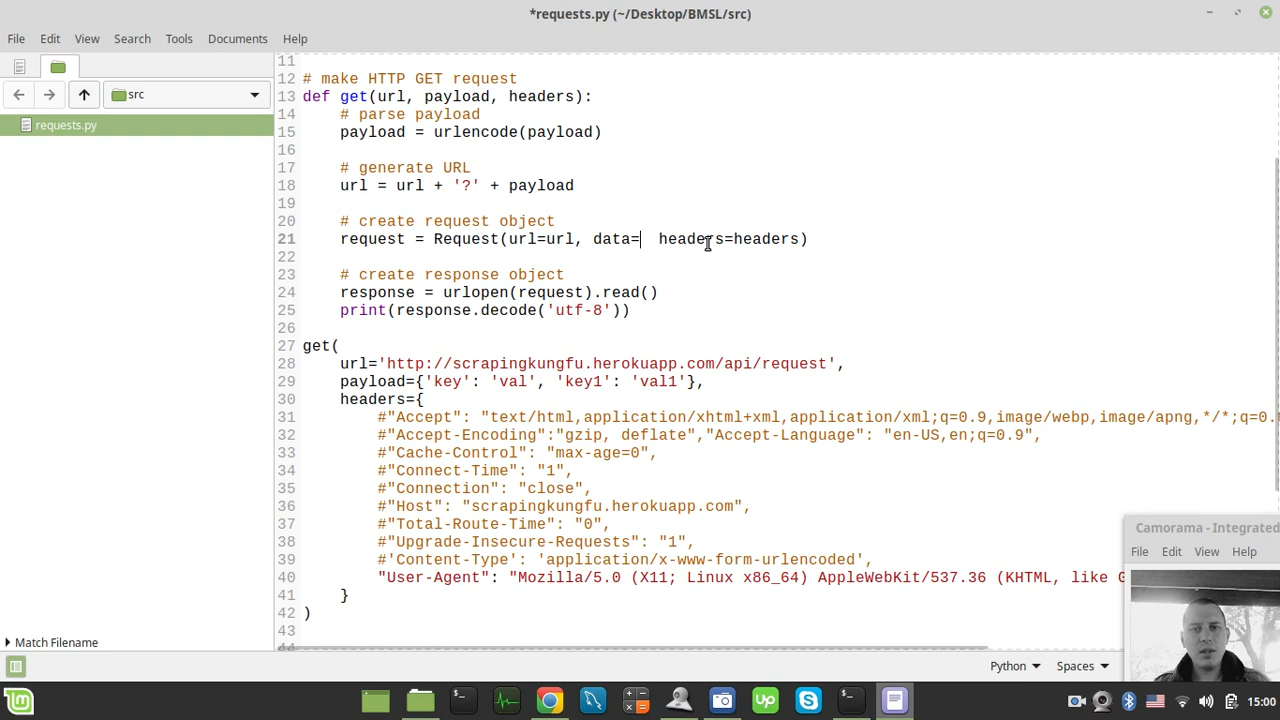 *requests.py (~/Desktop/BMSL/src)
File Edit View Search Tools Documents Help
src
requests.py
Match Filename
11
12 # make HTTP GET request
13 def get(url, payload, headers):
14 # parse payload
15 payload = urlencode(payload)
16
17 # generate URL
18 url = url + '?' + payload
19
20 # create request object
21 request = Request(url=url, data=  headers=headers)
22
23 # create response object
24 response = urlopen(request).read()
25 print(response.decode('utf-8'))
26
27 get(
28 url='http://scrapingkungfu.herokuapp.com/api/request',
29 payload={'key': 'val', 'key1': 'val1'},
30 headers={
31 #"Accept": "text/html,application/xhtml+xml,application/xml;q=0.9,image/webp,image/apng,*/*;q=0.
32 #"Accept-Encoding":"gzip, deflate","Accept-Language": "en-US,en;q=0.9",
33 #"Cache-Control": "max-age=0",
34 #"Connect-Time": "1",
35 #"Connection": "close",
36 #"Host": "scrapingkungfu.herokuapp.com",
37 #"Total-Route-Time": "0",
38 #"Upgrade-Insecure-Requests": "1",
39 #'Content-Type': 'application/x-www-form-urlencoded',
40 "User-Agent": "Mozilla/5.0 (X11; Linux x86_64) AppleWebKit/537.36 (KHTML, like G
41 }
42 )
43
Camorama - Integrated
File Edit View Help
Python Spaces
Up
15:00